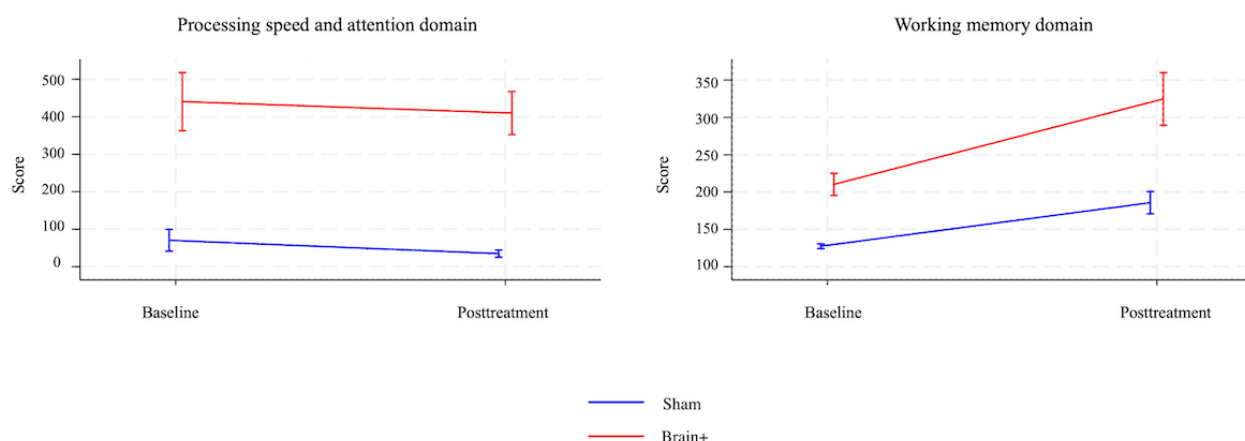 Processing speed and attention domain
Score
500
400
300
200
100
0
Baseline Posttreatment
Working memory domain
Score
350
300
250
200
150
100
Baseline Posttreatment
Sham
Brain+